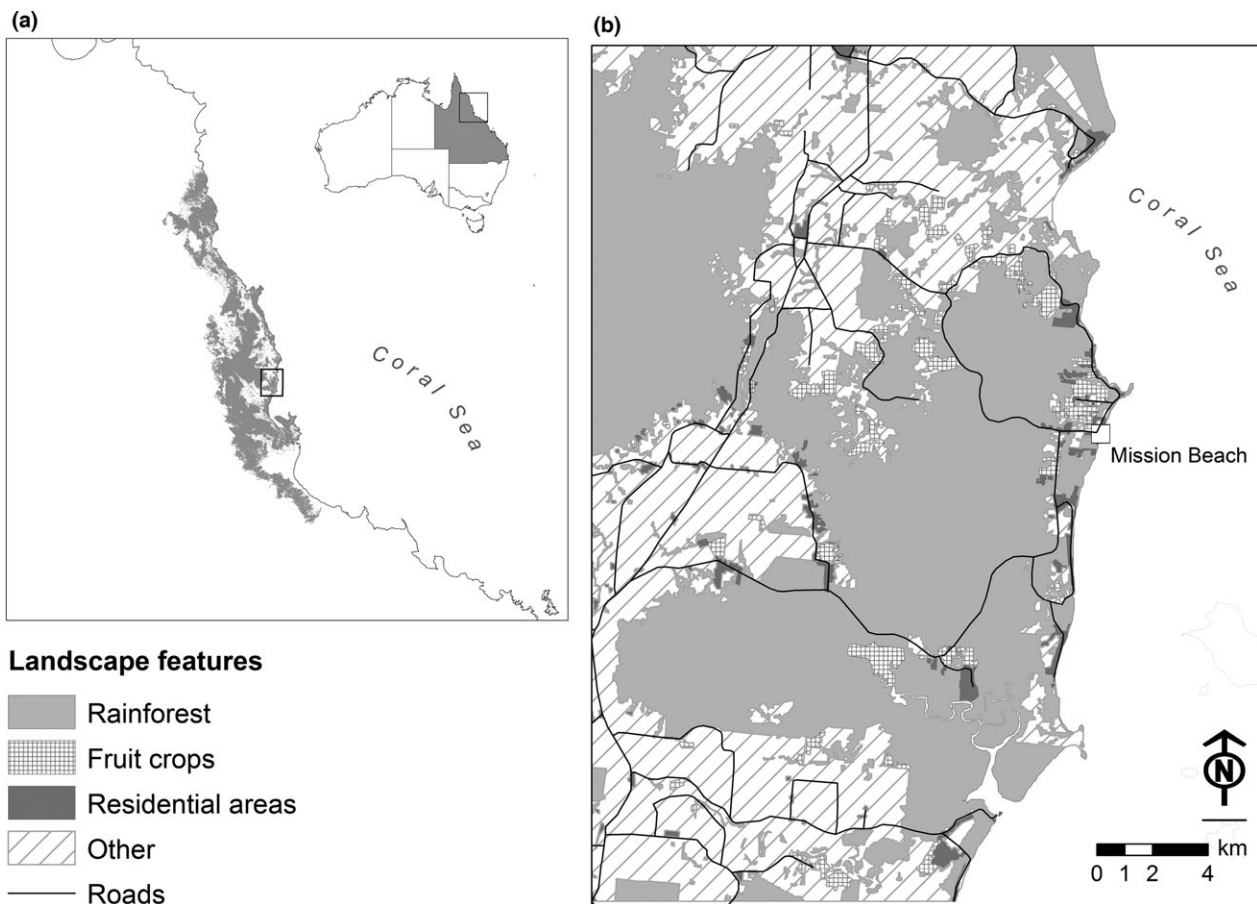 (a)
Coral Sea
(b)
Coral Sea
Mission Beach
Landscape features
Rainforest
Fruit crops
Residential areas
Other
Roads
N
km
0 1 2 4